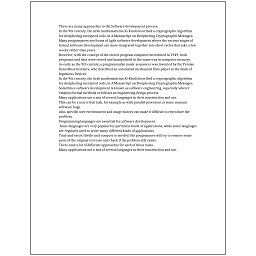 There are many approaches to the Software development process.
In the 9th century, the Arab mathematician Al-Kindi described a cryptographic algorithm
for deciphering encrypted code, in A Manuscript on Deciphering Cryptographic Messages.
Many programmers use forms of Agile software development where the various stages of
formal software development are more integrated together into short cycles that take a few
weeks rather than years.
However, with the concept of the stored-program computer introduced in 1949, both
programs and data were stored and manipulated in the same way in computer memory.
As early as the 9th century, a programmable music sequencer was invented by the Persian
Banu Musa brothers, who described an automated mechanical flute player in the Book of
Ingenious Devices.
In the 9th century, the Arab mathematician Al-Kindi described a cryptographic algorithm
for deciphering encrypted code, in A Manuscript on Deciphering Cryptographic Messages.
Sometimes software development is known as software engineering, especially when it
employs formal methods or follows an engineering design process.
Many applications use a mix of several languages in their construction and use.
This can be a non-trivial task, for example as with parallel processes or some unusual
software bugs.
Also, specific user environment and usage history can make it difficult to reproduce the
problem.
Programming languages are essential for software development.
Some languages are very popular for particular kinds of applications, while some languages
are regularly used to write many different kinds of applications.
Trial-and-error/divide-and-conquer is needed: the programmer will try to remove some
parts of the original test case and check if the problem still exists.
There exist a lot of different approaches for each of those tasks.
Many applications use a mix of several languages in their construction and use.